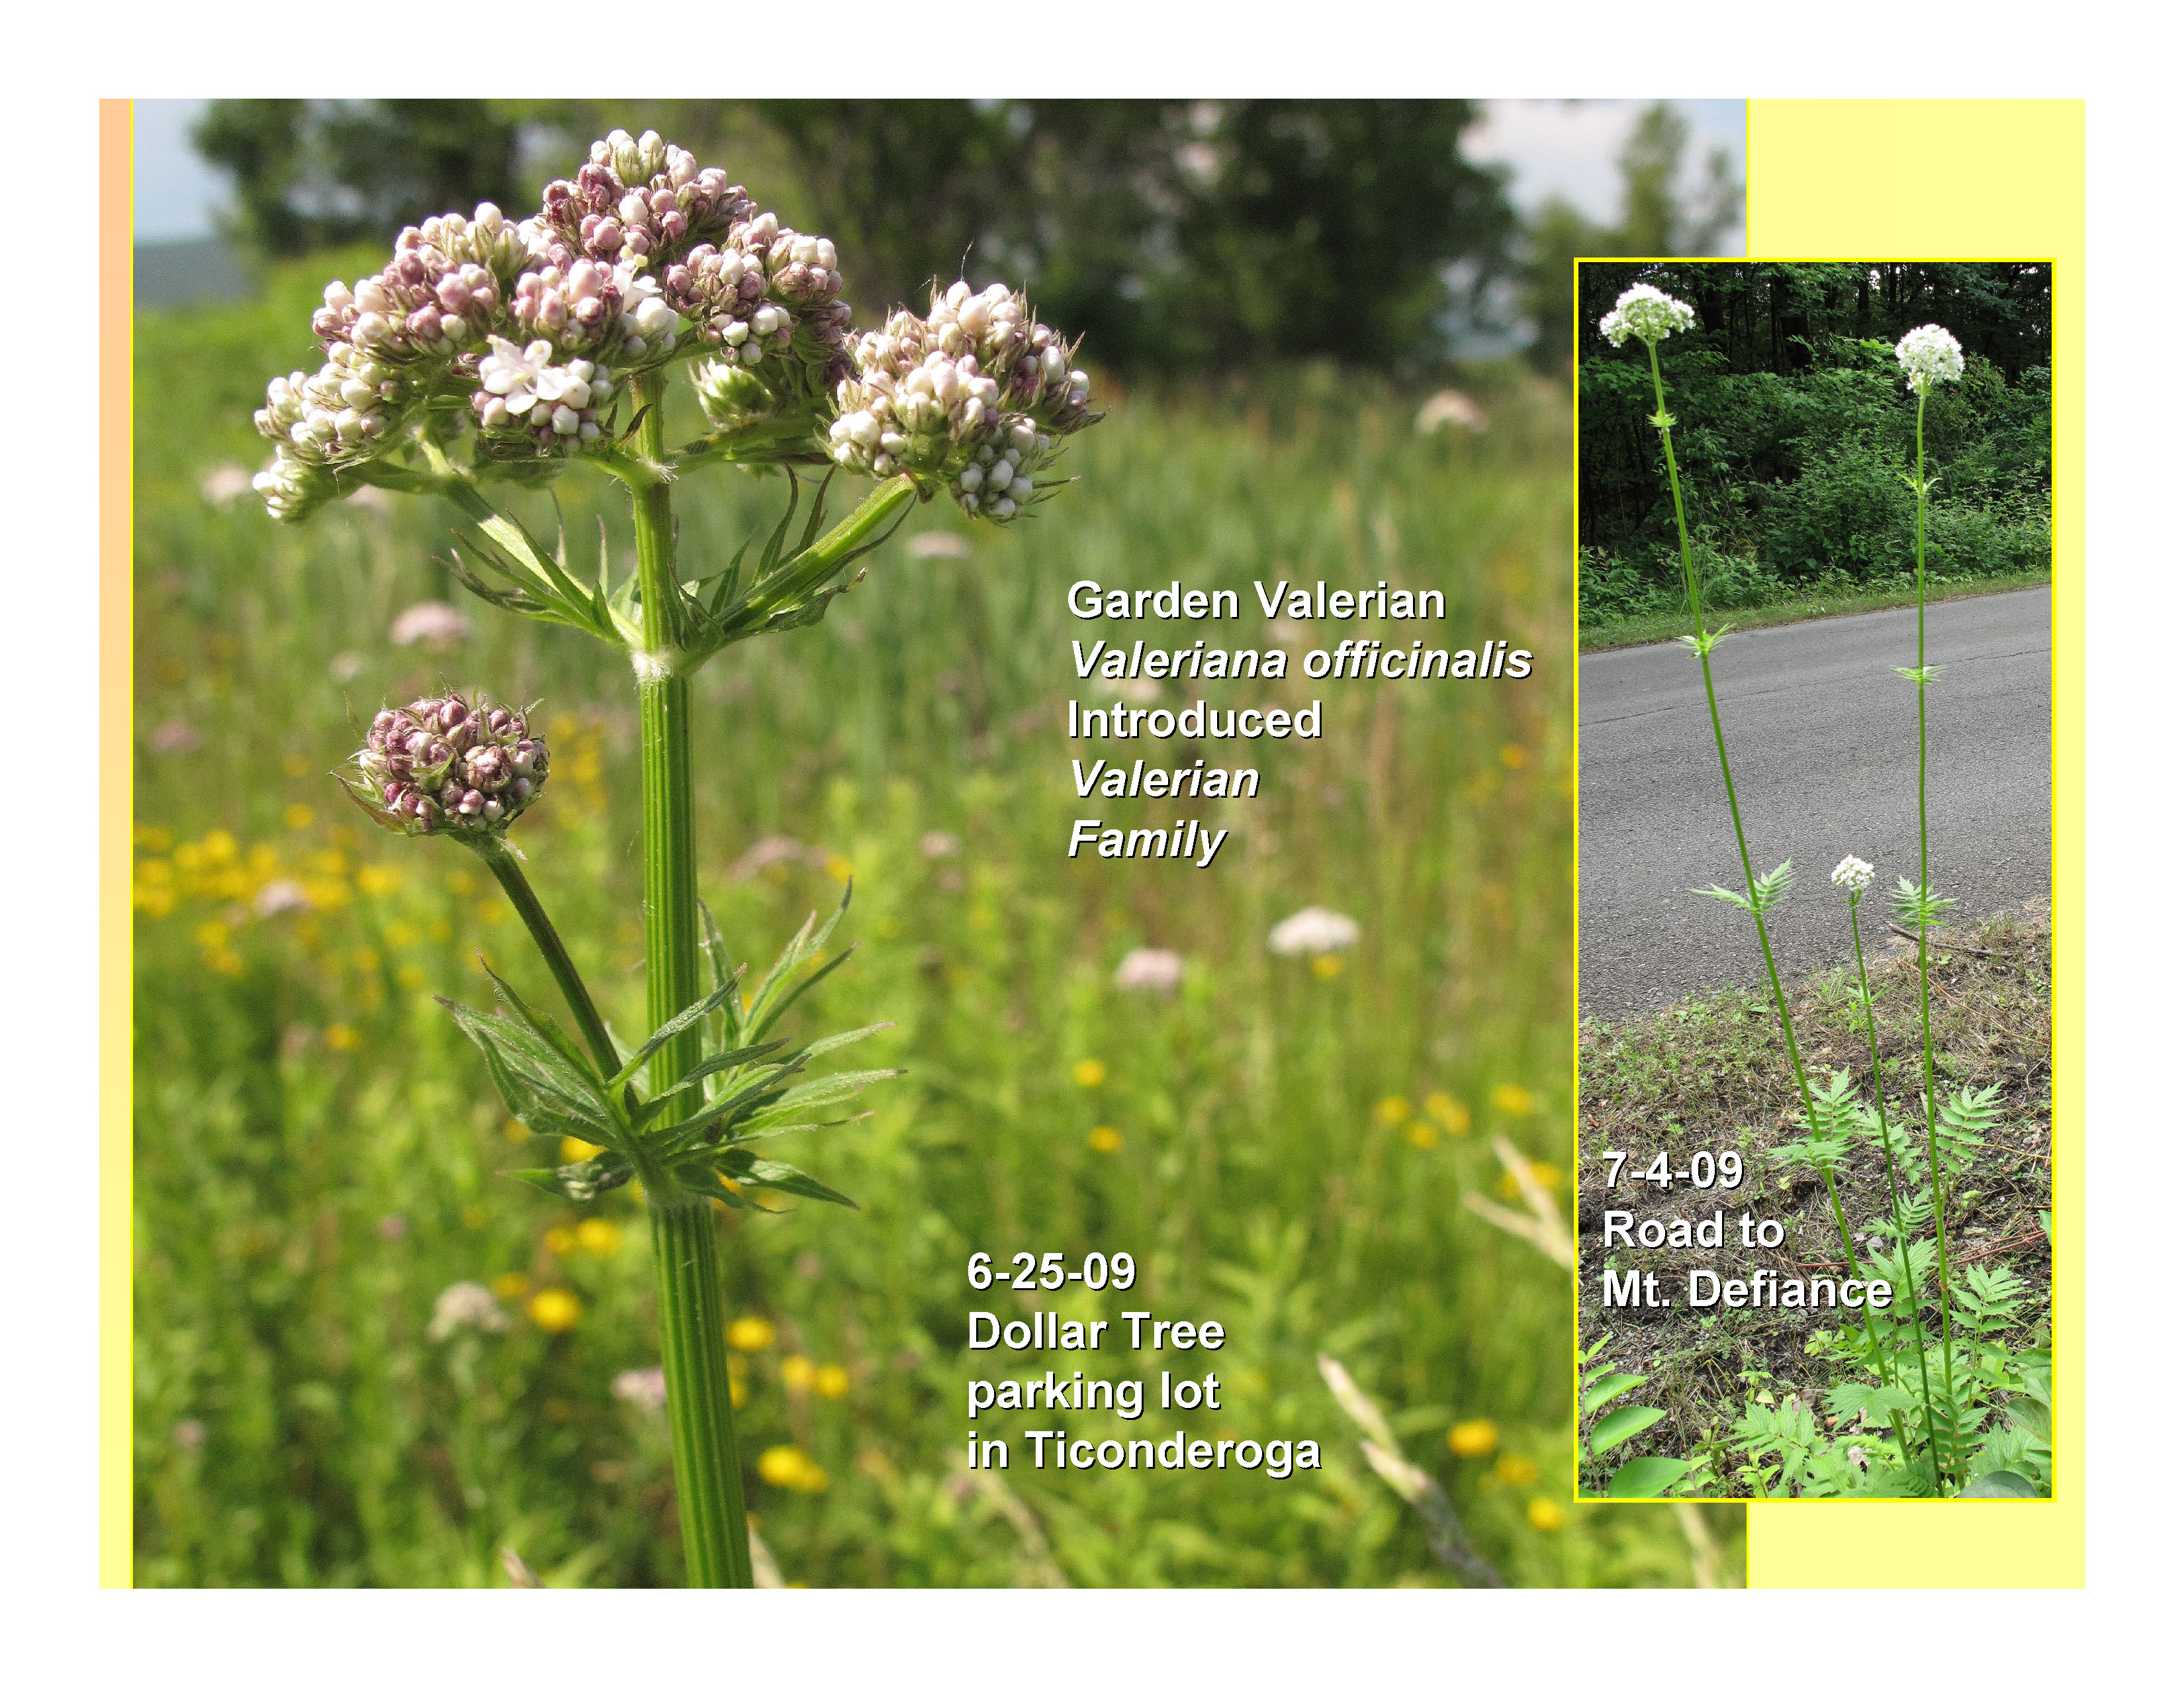 Garden Valerian
Valeriana officinalis
Introduced
Valerian
Family
6-25-09
Dollar Tree
parking lot
in Ticonderoga
7-4-09
Road to
Mt. Defiance